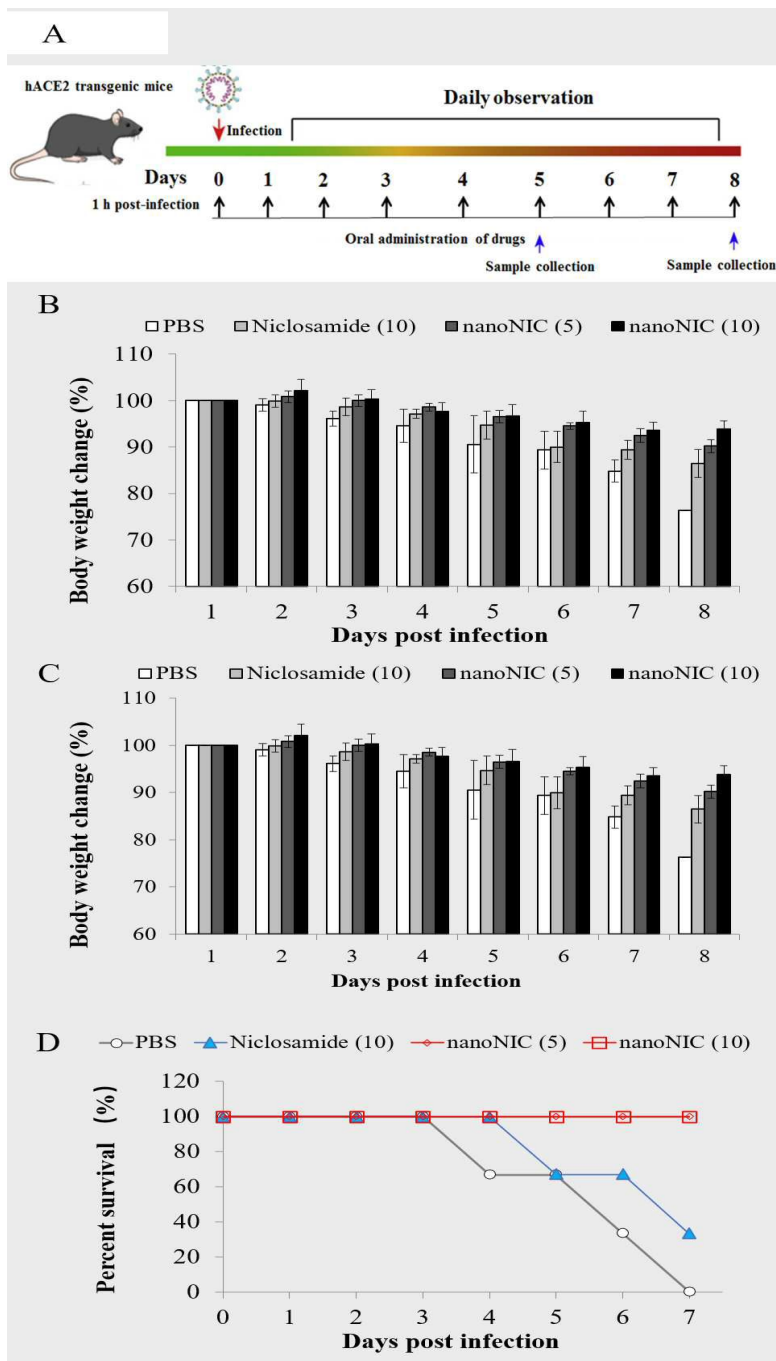 A
hACE2 transgenic mice
Infection
Daily observation
Days 0 1 2 3 4 5 6 7 8
1 h post-infection
Oral administration of drugs
Sample collection Sample collection
B
PBS Niclosamide (10) nanoNIC (5) nanoNIC (10)
Body weight change (%)
110
100
90
80
70
60
1 2 3 4 5 6 7 8
Days post infection
C
PBS Niclosamide (10) nanoNIC (5) nanoNIC (10)
Body weight change (%)
110
100
90
80
70
60
1 2 3 4 5 6 7 8
Days post infection
D
PBS Niclosamide (10) nanoNIC (5) nanoNIC (10)
Percent survival (%)
120
100
80
60
40
20
0
0 1 2 3 4 5 6 7
Days post infection